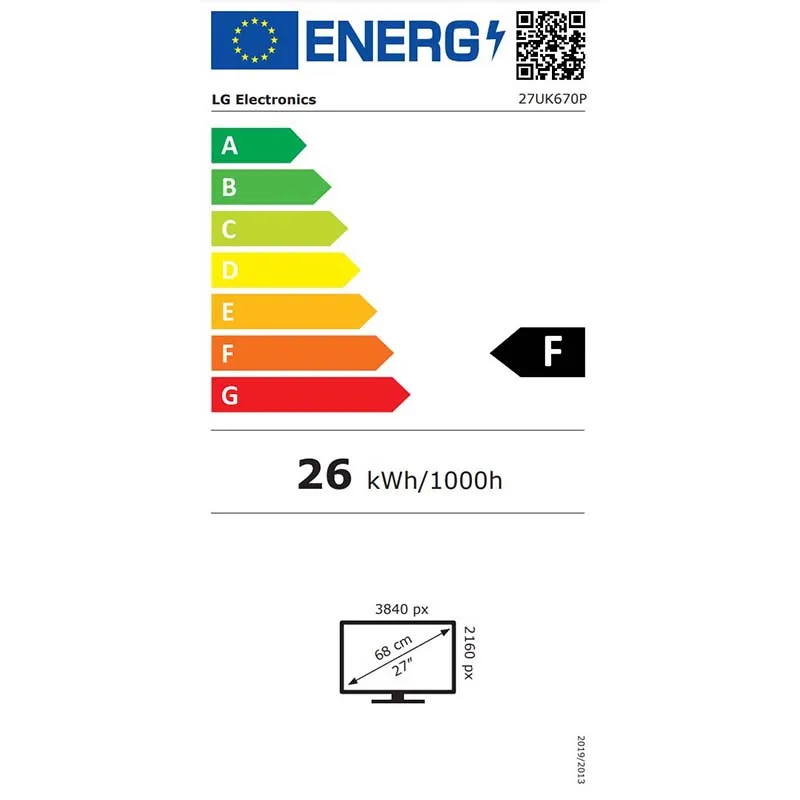 ENERG
LG Electronics
27UK670P
A
B
C
D
E
F
F
G
26 kWh/1000h
3840 px
2160 px
68 cm
27"
2019/2013